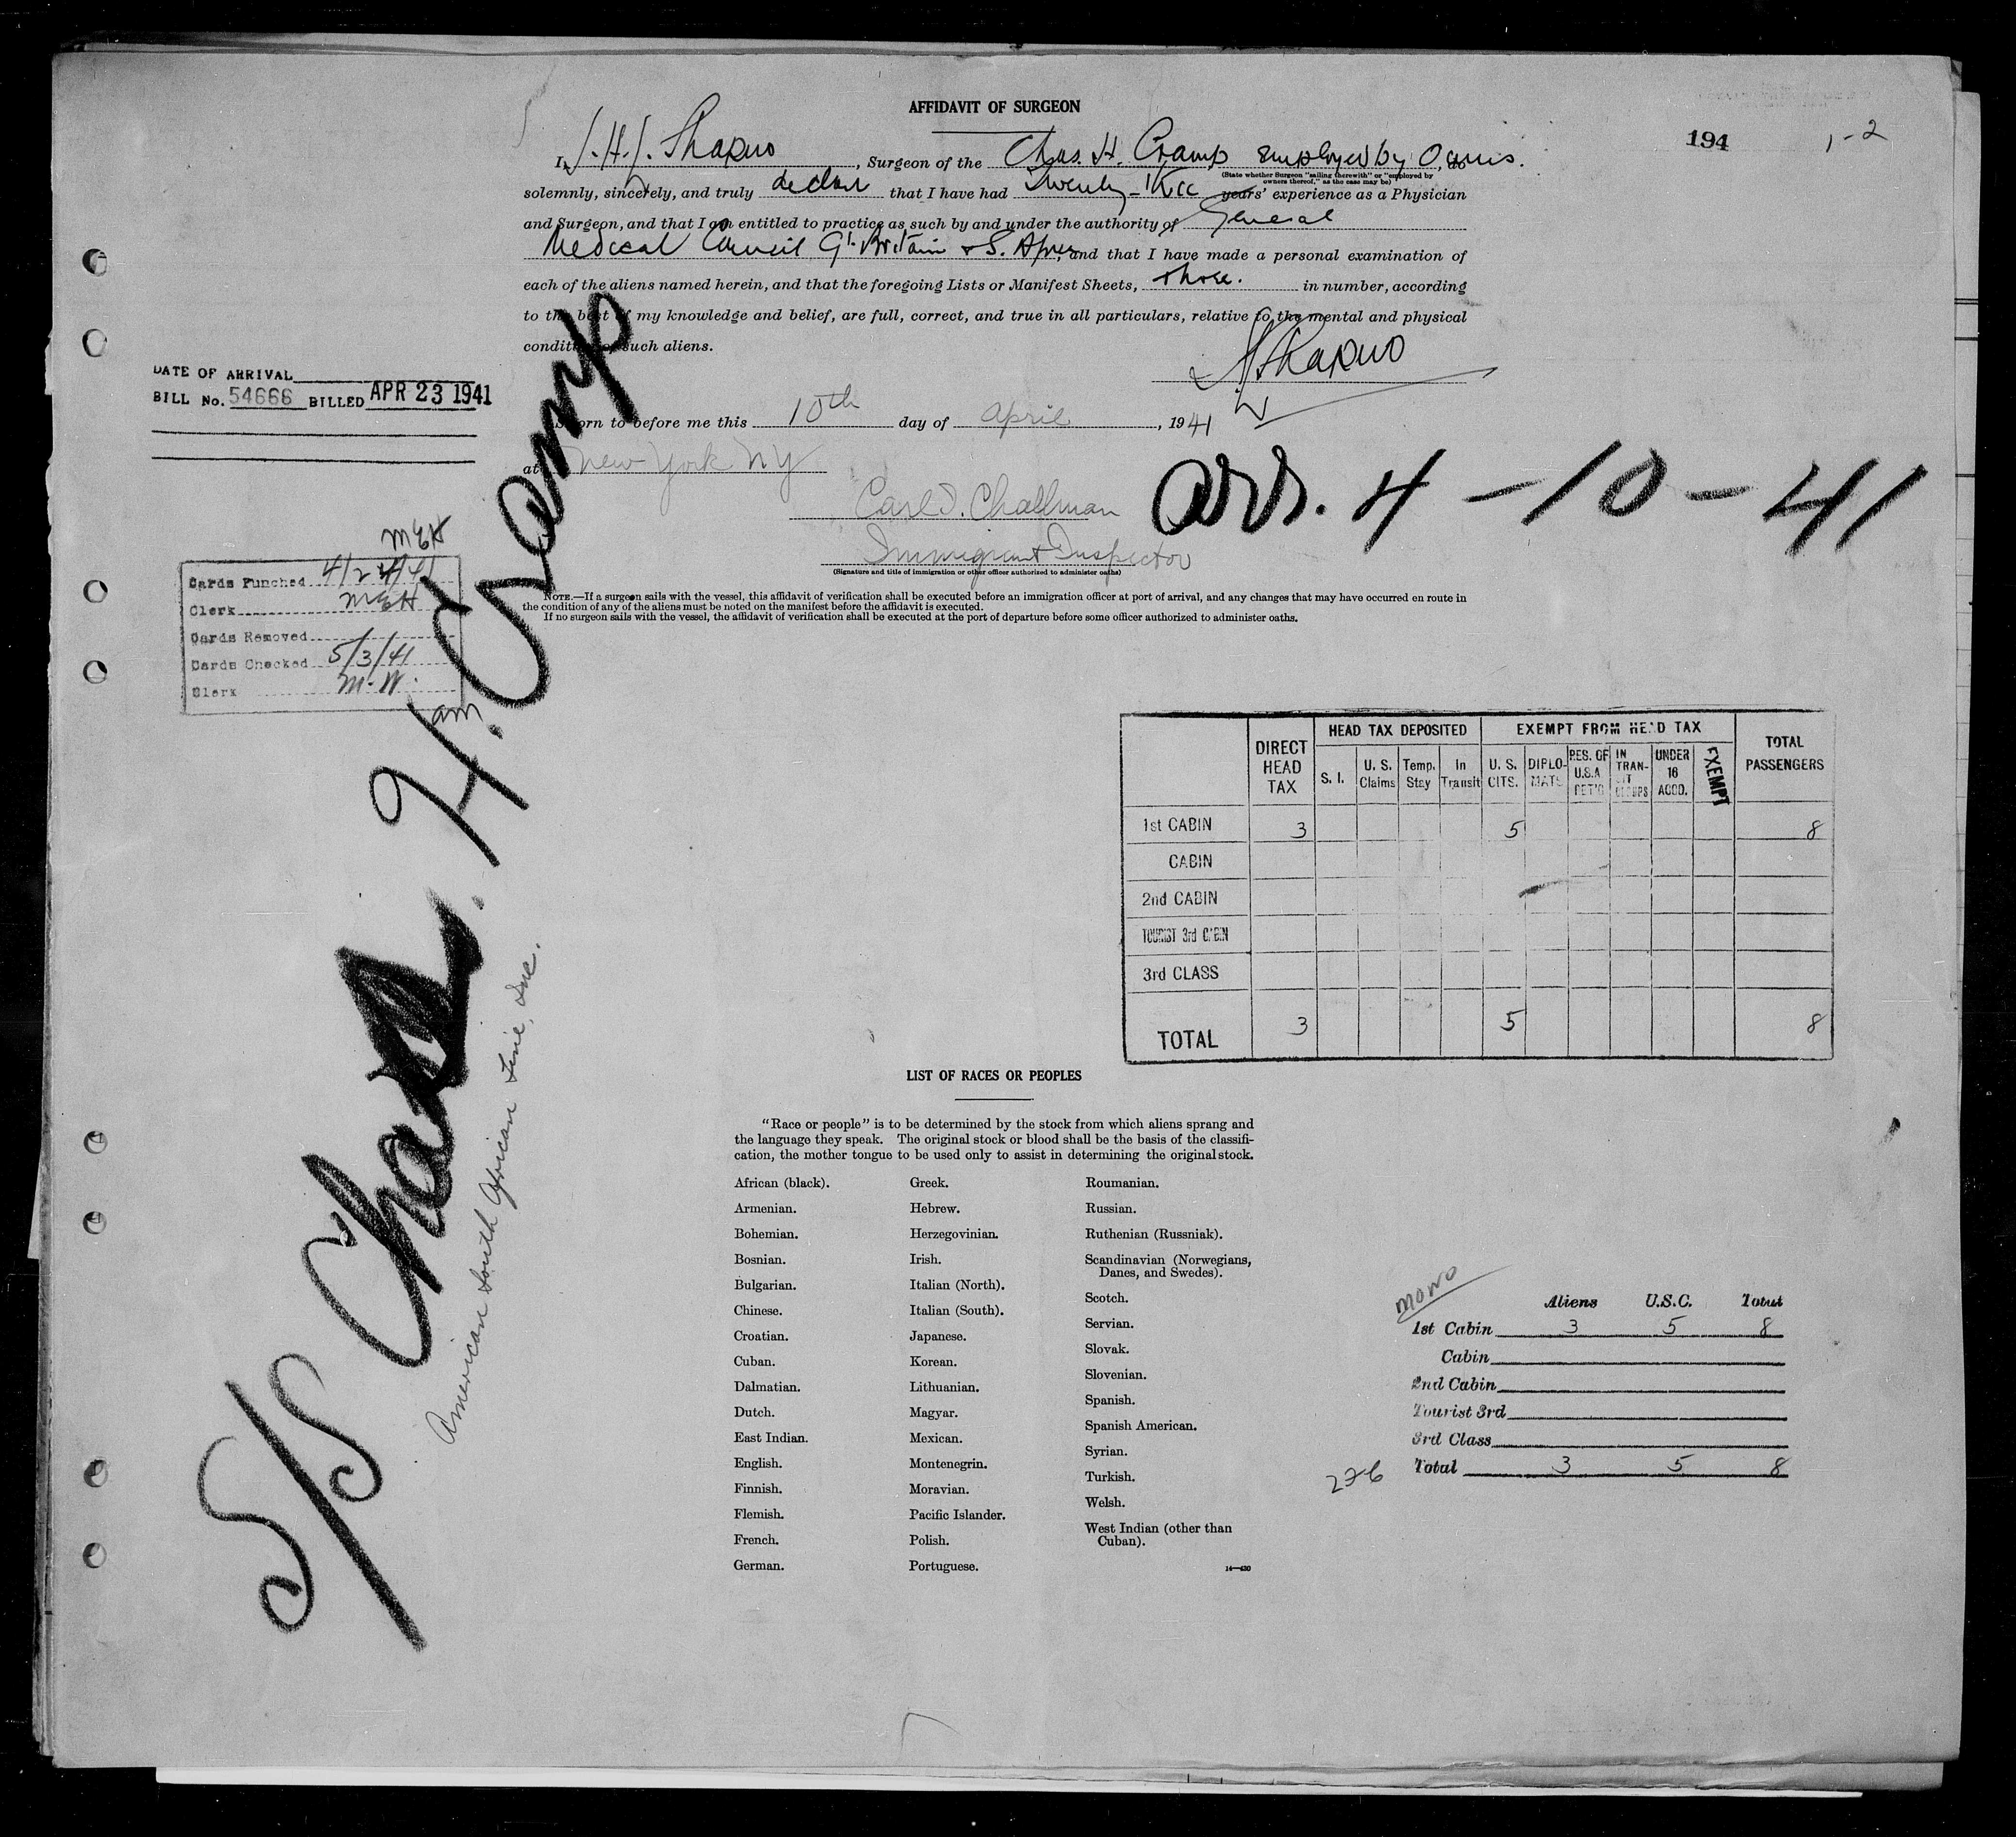 AFFIDAVIT OF SURGEON
194
1-2
I, H. J. Shapiro, Surgeon of the Chas. H. Cramp employed by Owners., do
(State whether Surgeon "sailing therewith" or "employed by owners thereof," as the case may be)
solemnly, sincerely, and truly declare that I have had Twenty-three years' experience as a Physician
and Surgeon, and that I am entitled to practice as such by and under the authority of General
Medical Council Gt. Britain & S. Africa, and that I have made a personal examination of
each of the aliens named herein, and that the foregoing Lists or Manifest Sheets, three. in number, according
to the best of my knowledge and belief, are full, correct, and true in all particulars, relative to the mental and physical
condition of such aliens.
H Shapiro
DATE OF ARRIVAL
BILL No. 54666 BILLED APR 23 1941
Sworn to before me this 10th day of April, 1941
at New York NY
Carl J. Challman
Immigrant Inspector
(Signature and title of immigration or other officer authorized to administer oaths)
arr. 4-10-41
NOTE.—If a surgeon sails with the vessel, this affidavit of verification shall be executed before an immigration officer at port of arrival, and any changes that may have occurred en route in
the condition of any of the aliens must be noted on the manifest before the affidavit is executed.
If no surgeon sails with the vessel, the affidavit of verification shall be executed at the port of departure before some officer authorized to administer oaths.
MEH
Cards Punched 4/24/41
Clerk MEH
Cards Removed
Cards Checked 5/3/41
Clerk M.W.
S/S Chas. H. Cramp
am
American South African Line, Inc.
DIRECT HEAD TAX
HEAD TAX DEPOSITED
EXEMPT FROM HEAD TAX
TOTAL PASSENGERS
S. I. U. S. Claims Temp. Stay In Transit U. S. CITS. DIPLOMATS RES. OF U.S.A RET'G IN TRANSIT UNDER 16 ACCD. EXEMPT
1st CABIN 3 5 8
CABIN
2nd CABIN
TOURIST 3rd CABIN
3rd CLASS
TOTAL 3 5 8
LIST OF RACES OR PEOPLES
"Race or people" is to be determined by the stock from which aliens sprang and
the language they speak. The original stock or blood shall be the basis of the classifi-
cation, the mother tongue to be used only to assist in determining the original stock.
African (black).
Armenian.
Bohemian.
Bosnian.
Bulgarian.
Chinese.
Croatian.
Cuban.
Dalmatian.
Dutch.
East Indian.
English.
Finnish.
Flemish.
French.
German.
Greek.
Hebrew.
Herzegovinian.
Irish.
Italian (North).
Italian (South).
Japanese.
Korean.
Lithuanian.
Magyar.
Mexican.
Montenegrin.
Moravian.
Pacific Islander.
Polish.
Portuguese.
Roumanian.
Russian.
Ruthenian (Russniak).
Scandinavian (Norwegians,
Danes, and Swedes).
Scotch.
Servian.
Slovak.
Slovenian.
Spanish.
Spanish American.
Syrian.
Turkish.
Welsh.
West Indian (other than
Cuban).
14—430
mono
Aliens U.S.C. Total
1st Cabin 3 5 8
Cabin
2nd Cabin
Tourist 3rd
3rd Class
Total 3 5 8
276